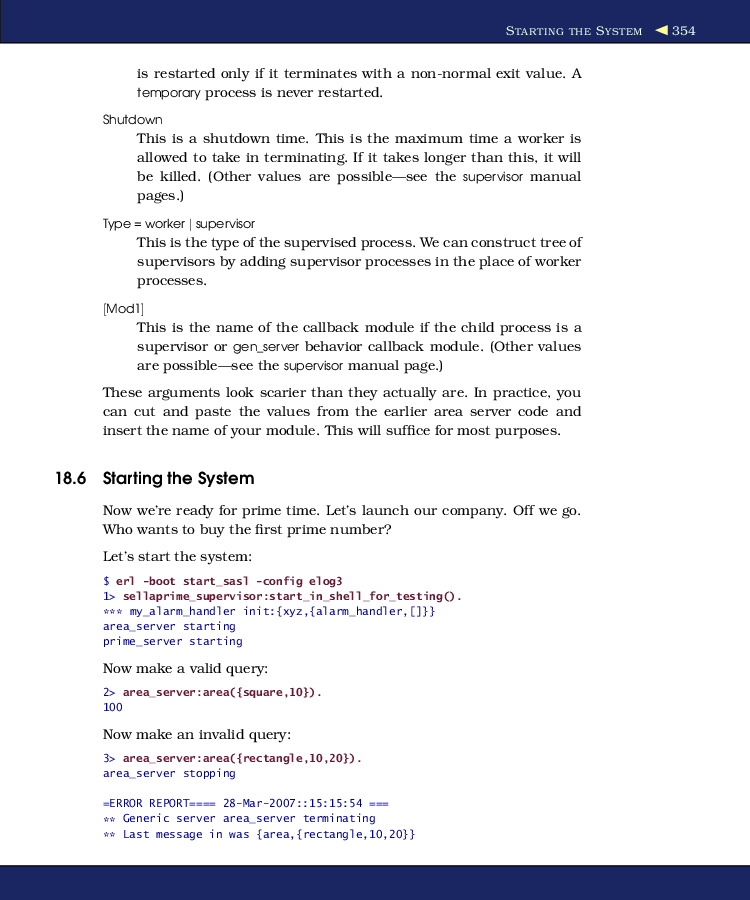 STARTING THE SYSTEM ◀ 354
is restarted only if it terminates with a non-normal exit value. A
temporary process is never restarted.
Shutdown
This is a shutdown time. This is the maximum time a worker is
allowed to take in terminating. If it takes longer than this, it will
be killed. (Other values are possible—see the supervisor manual
pages.)
Type = worker | supervisor
This is the type of the supervised process. We can construct tree of
supervisors by adding supervisor processes in the place of worker
processes.
[Mod1]
This is the name of the callback module if the child process is a
supervisor or gen_server behavior callback module. (Other values
are possible—see the supervisor manual page.)
These arguments look scarier than they actually are. In practice, you
can cut and paste the values from the earlier area server code and
insert the name of your module. This will suffice for most purposes.
18.6 Starting the System
Now we're ready for prime time. Let's launch our company. Off we go.
Who wants to buy the first prime number?
Let's start the system:
$ erl -boot start_sasl -config elog3
1> sellaprime_supervisor:start_in_shell_for_testing().
*** my_alarm_handler init:{xyz,{alarm_handler,[]}}
area_server starting
prime_server starting
Now make a valid query:
2> area_server:area({square,10}).
100
Now make an invalid query:
3> area_server:area({rectangle,10,20}).
area_server stopping
=ERROR REPORT==== 28-Mar-2007::15:15:54 ===
** Generic server area_server terminating
** Last message in was {area,{rectangle,10,20}}